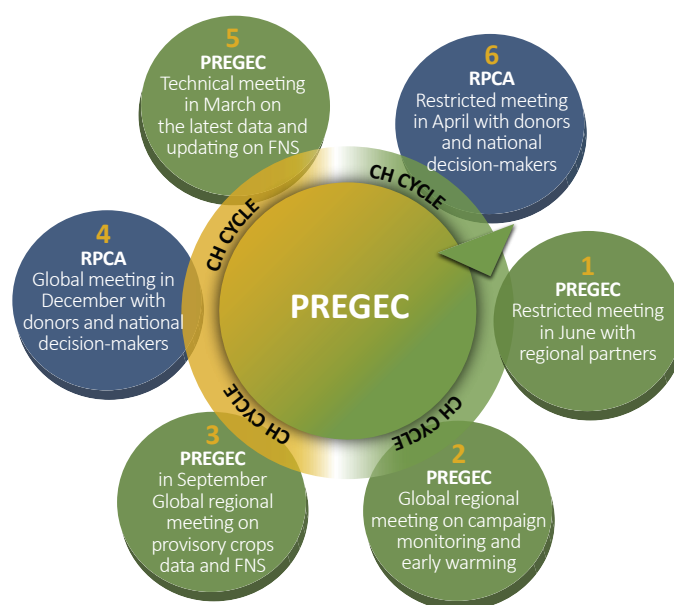 5
PREGEC
Technical meeting
in March on
the latest data and
updating on FNS
6
RPCA
Restricted meeting
in April with donors
and national
decision-makers
CH CYCLE
CH CYCLE
4
RPCA
Global meeting in
December with
donors and national
decision-makers
PREGEC
1
PREGEC
Restricted meeting
in June with
regional partners
CH CYCLE
CH CYCLE
3
PREGEC
in September
Global regional
meeting on
provisory crops
data and FNS
2
PREGEC
Global regional
meeting on campaign
monitoring and
early warming